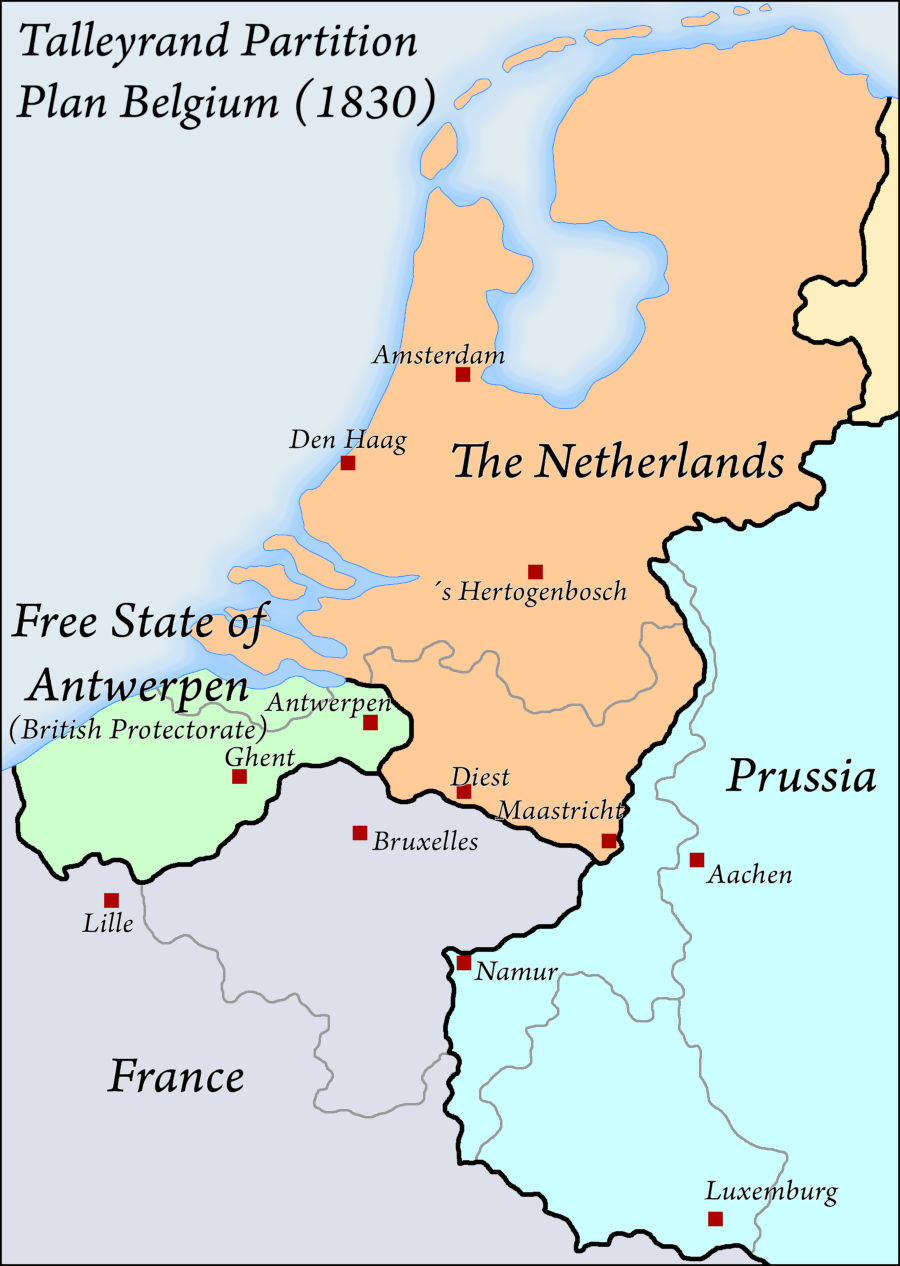 Talleyrand Partition
Plan Belgium (1830)
Amsterdam
Den Haag
The Netherlands
´s Hertogenbosch
Free State of
Antwerpen
(British Protectorate)
Antwerpen
Ghent
Diest
Prussia
Maastricht
Bruxelles
Aachen
Lille
Namur
France
Luxemburg